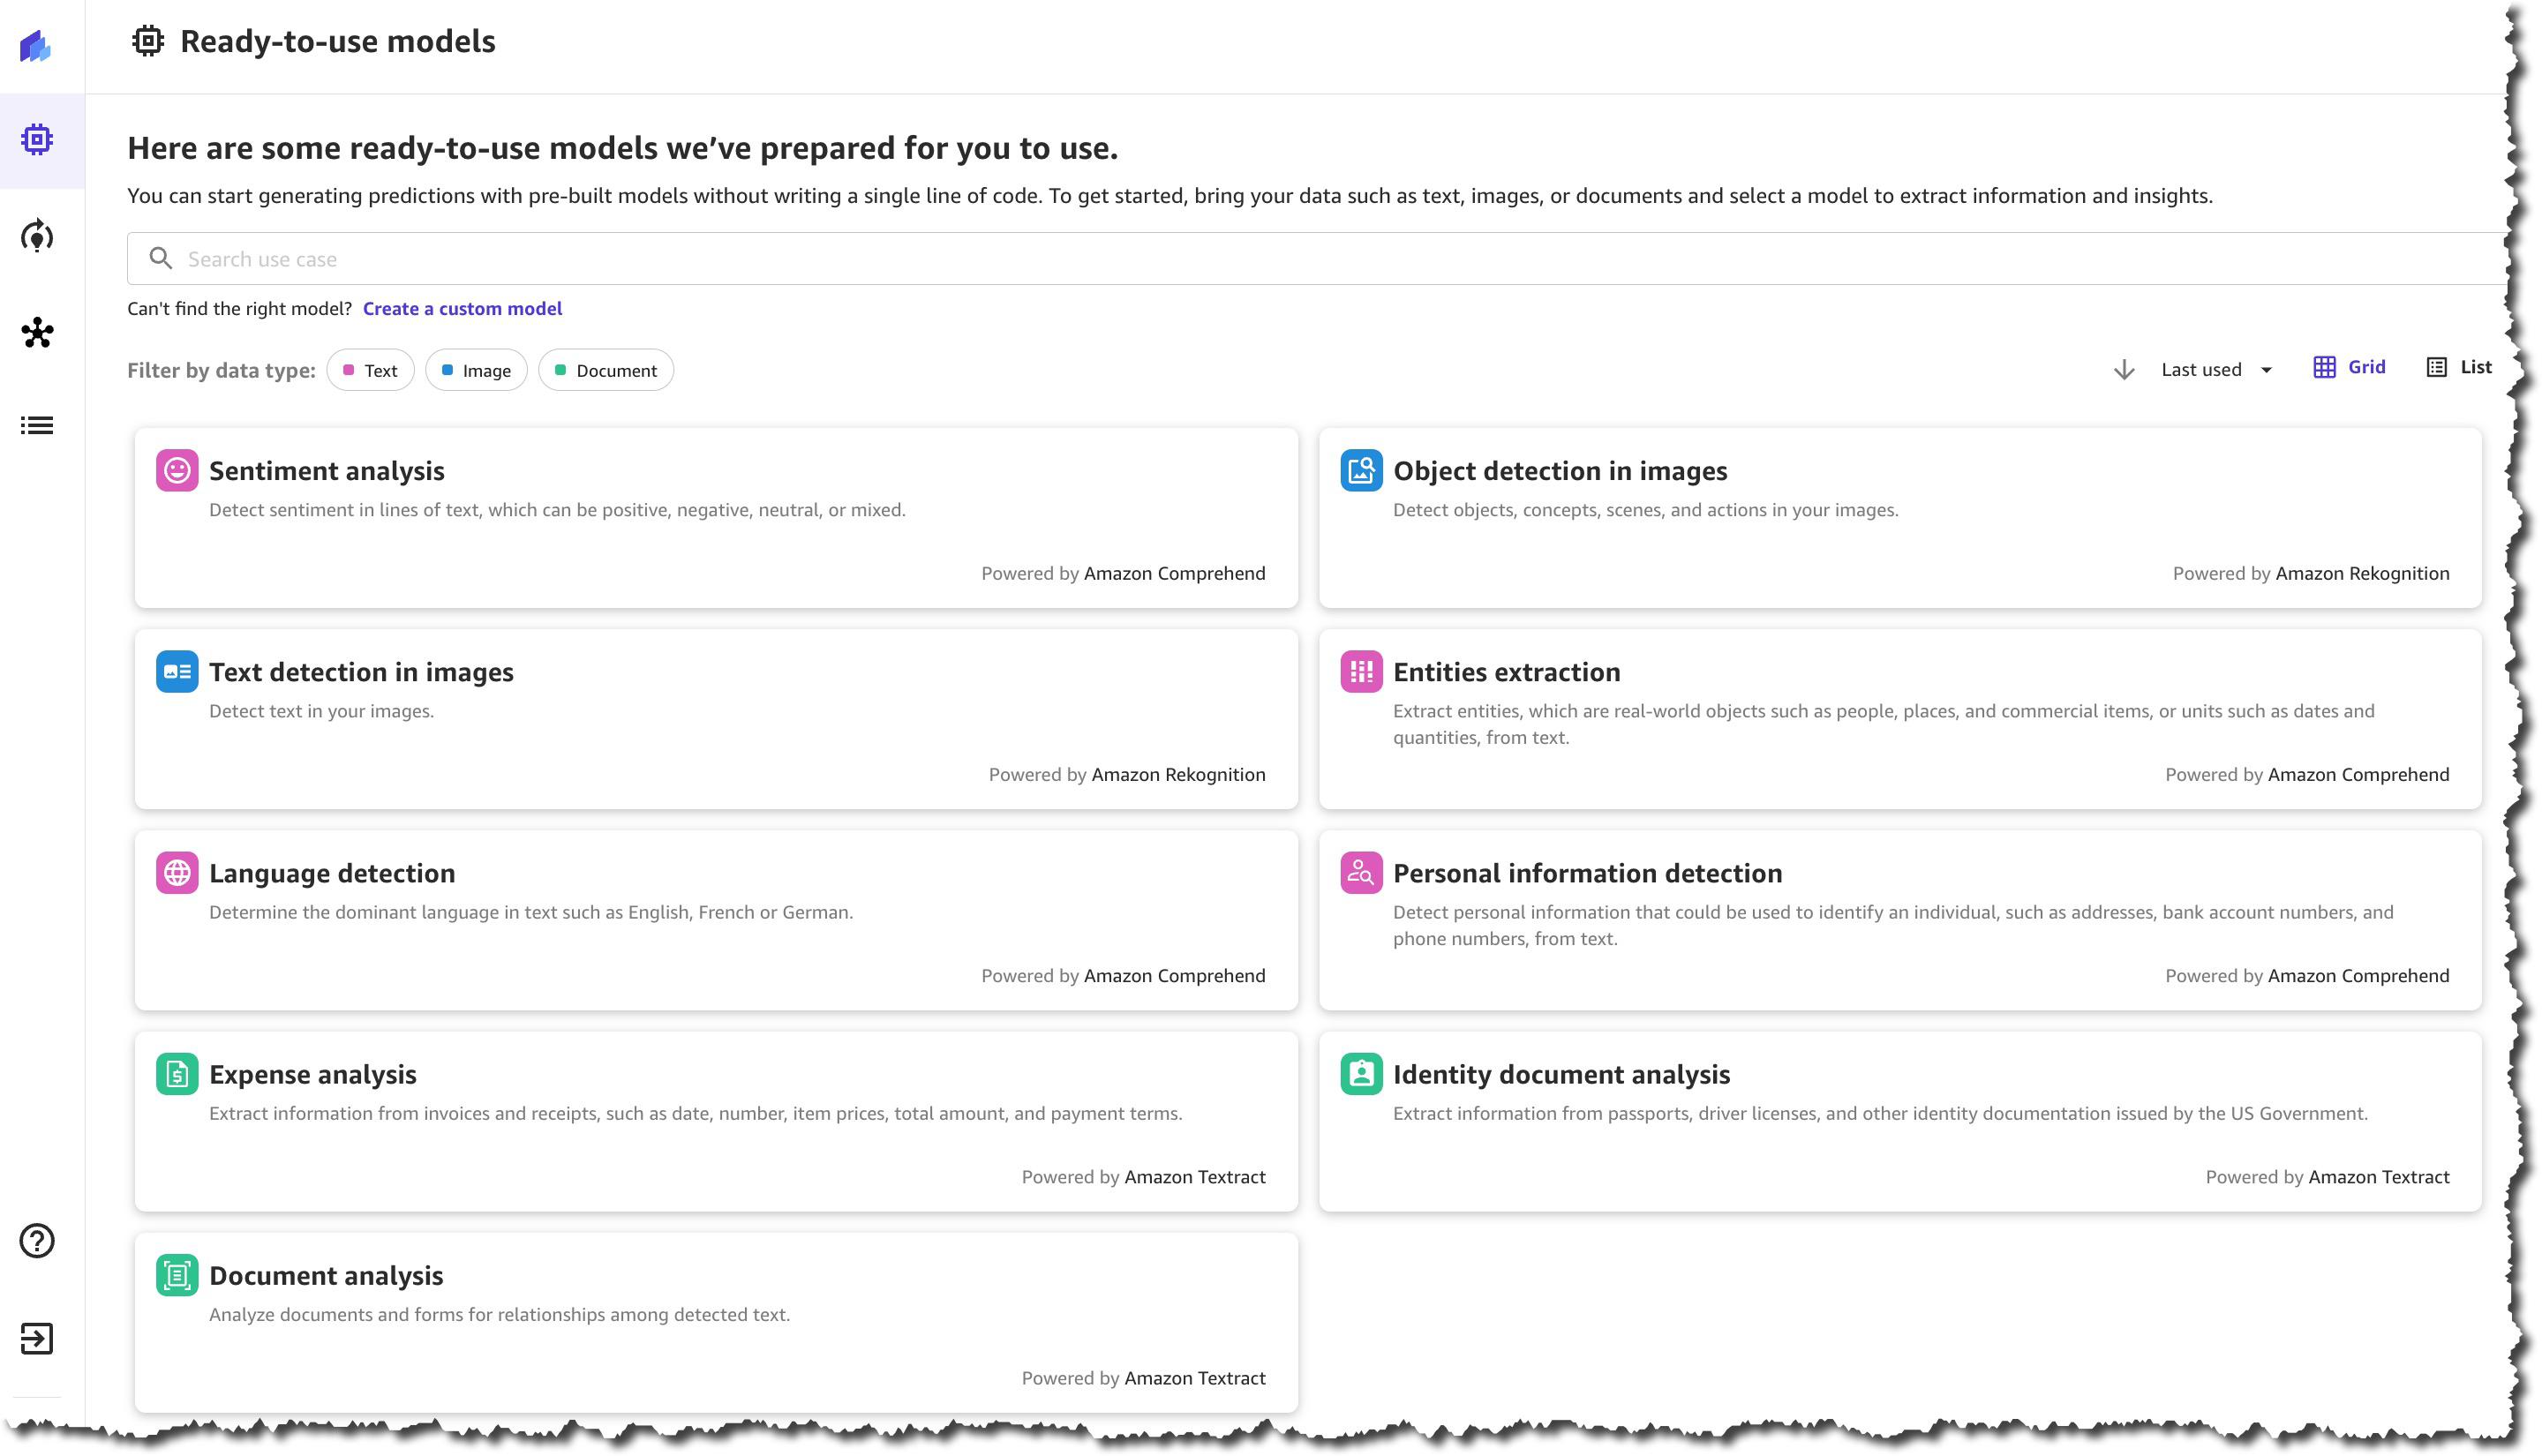 Ready-to-use models
Here are some ready-to-use models we’ve prepared for you to use.
You can start generating predictions with pre-built models without writing a single line of code. To get started, bring your data such as text, images, or documents and select a model to extract information and insights.
Search use case
Can't find the right model? Create a custom model
Filter by data type: Text Image Document Last used Grid List
Sentiment analysis
Detect sentiment in lines of text, which can be positive, negative, neutral, or mixed.
Powered by Amazon Comprehend
Object detection in images
Detect objects, concepts, scenes, and actions in your images.
Powered by Amazon Rekognition
Text detection in images
Detect text in your images.
Powered by Amazon Rekognition
Entities extraction
Extract entities, which are real-world objects such as people, places, and commercial items, or units such as dates and
quantities, from text.
Powered by Amazon Comprehend
Language detection
Determine the dominant language in text such as English, French or German.
Powered by Amazon Comprehend
Personal information detection
Detect personal information that could be used to identify an individual, such as addresses, bank account numbers, and
phone numbers, from text.
Powered by Amazon Comprehend
Expense analysis
Extract information from invoices and receipts, such as date, number, item prices, total amount, and payment terms.
Powered by Amazon Textract
Identity document analysis
Extract information from passports, driver licenses, and other identity documentation issued by the US Government.
Powered by Amazon Textract
Document analysis
Analyze documents and forms for relationships among detected text.
Powered by Amazon Textract